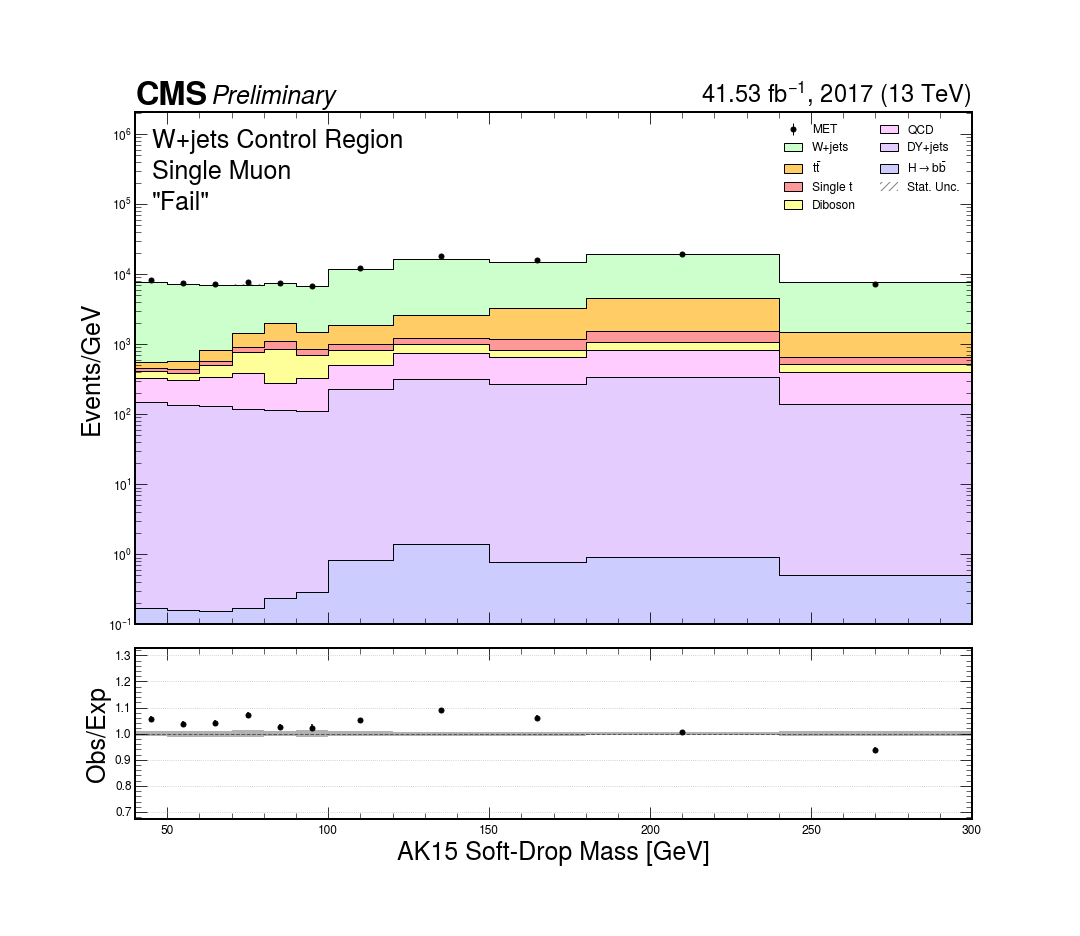 CMS Preliminary
41.53 fb⁻¹, 2017 (13 TeV)
W+jets Control Region
Single Muon
"Fail"
MET
W+jets
tt̄
Single t
Diboson
QCD
DY+jets
H→bb̄
Stat. Unc.
Events/GeV
10⁶
10⁵
10⁴
10³
10²
10¹
10⁰
10⁻¹
Obs/Exp
1.3
1.2
1.1
1.0
0.9
0.8
0.7
50 100 150 200 250 300
AK15 Soft-Drop Mass [GeV]